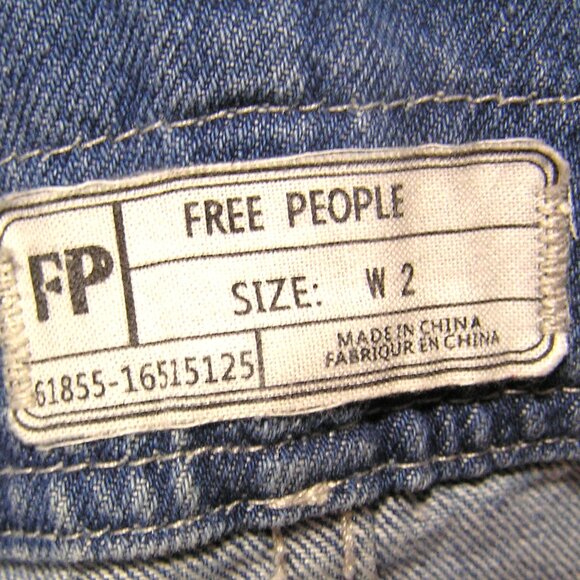 FP
FREE PEOPLE
SIZE: W 2
61855-16515125
MADE IN CHINA
FABRIQUR EN CHINA